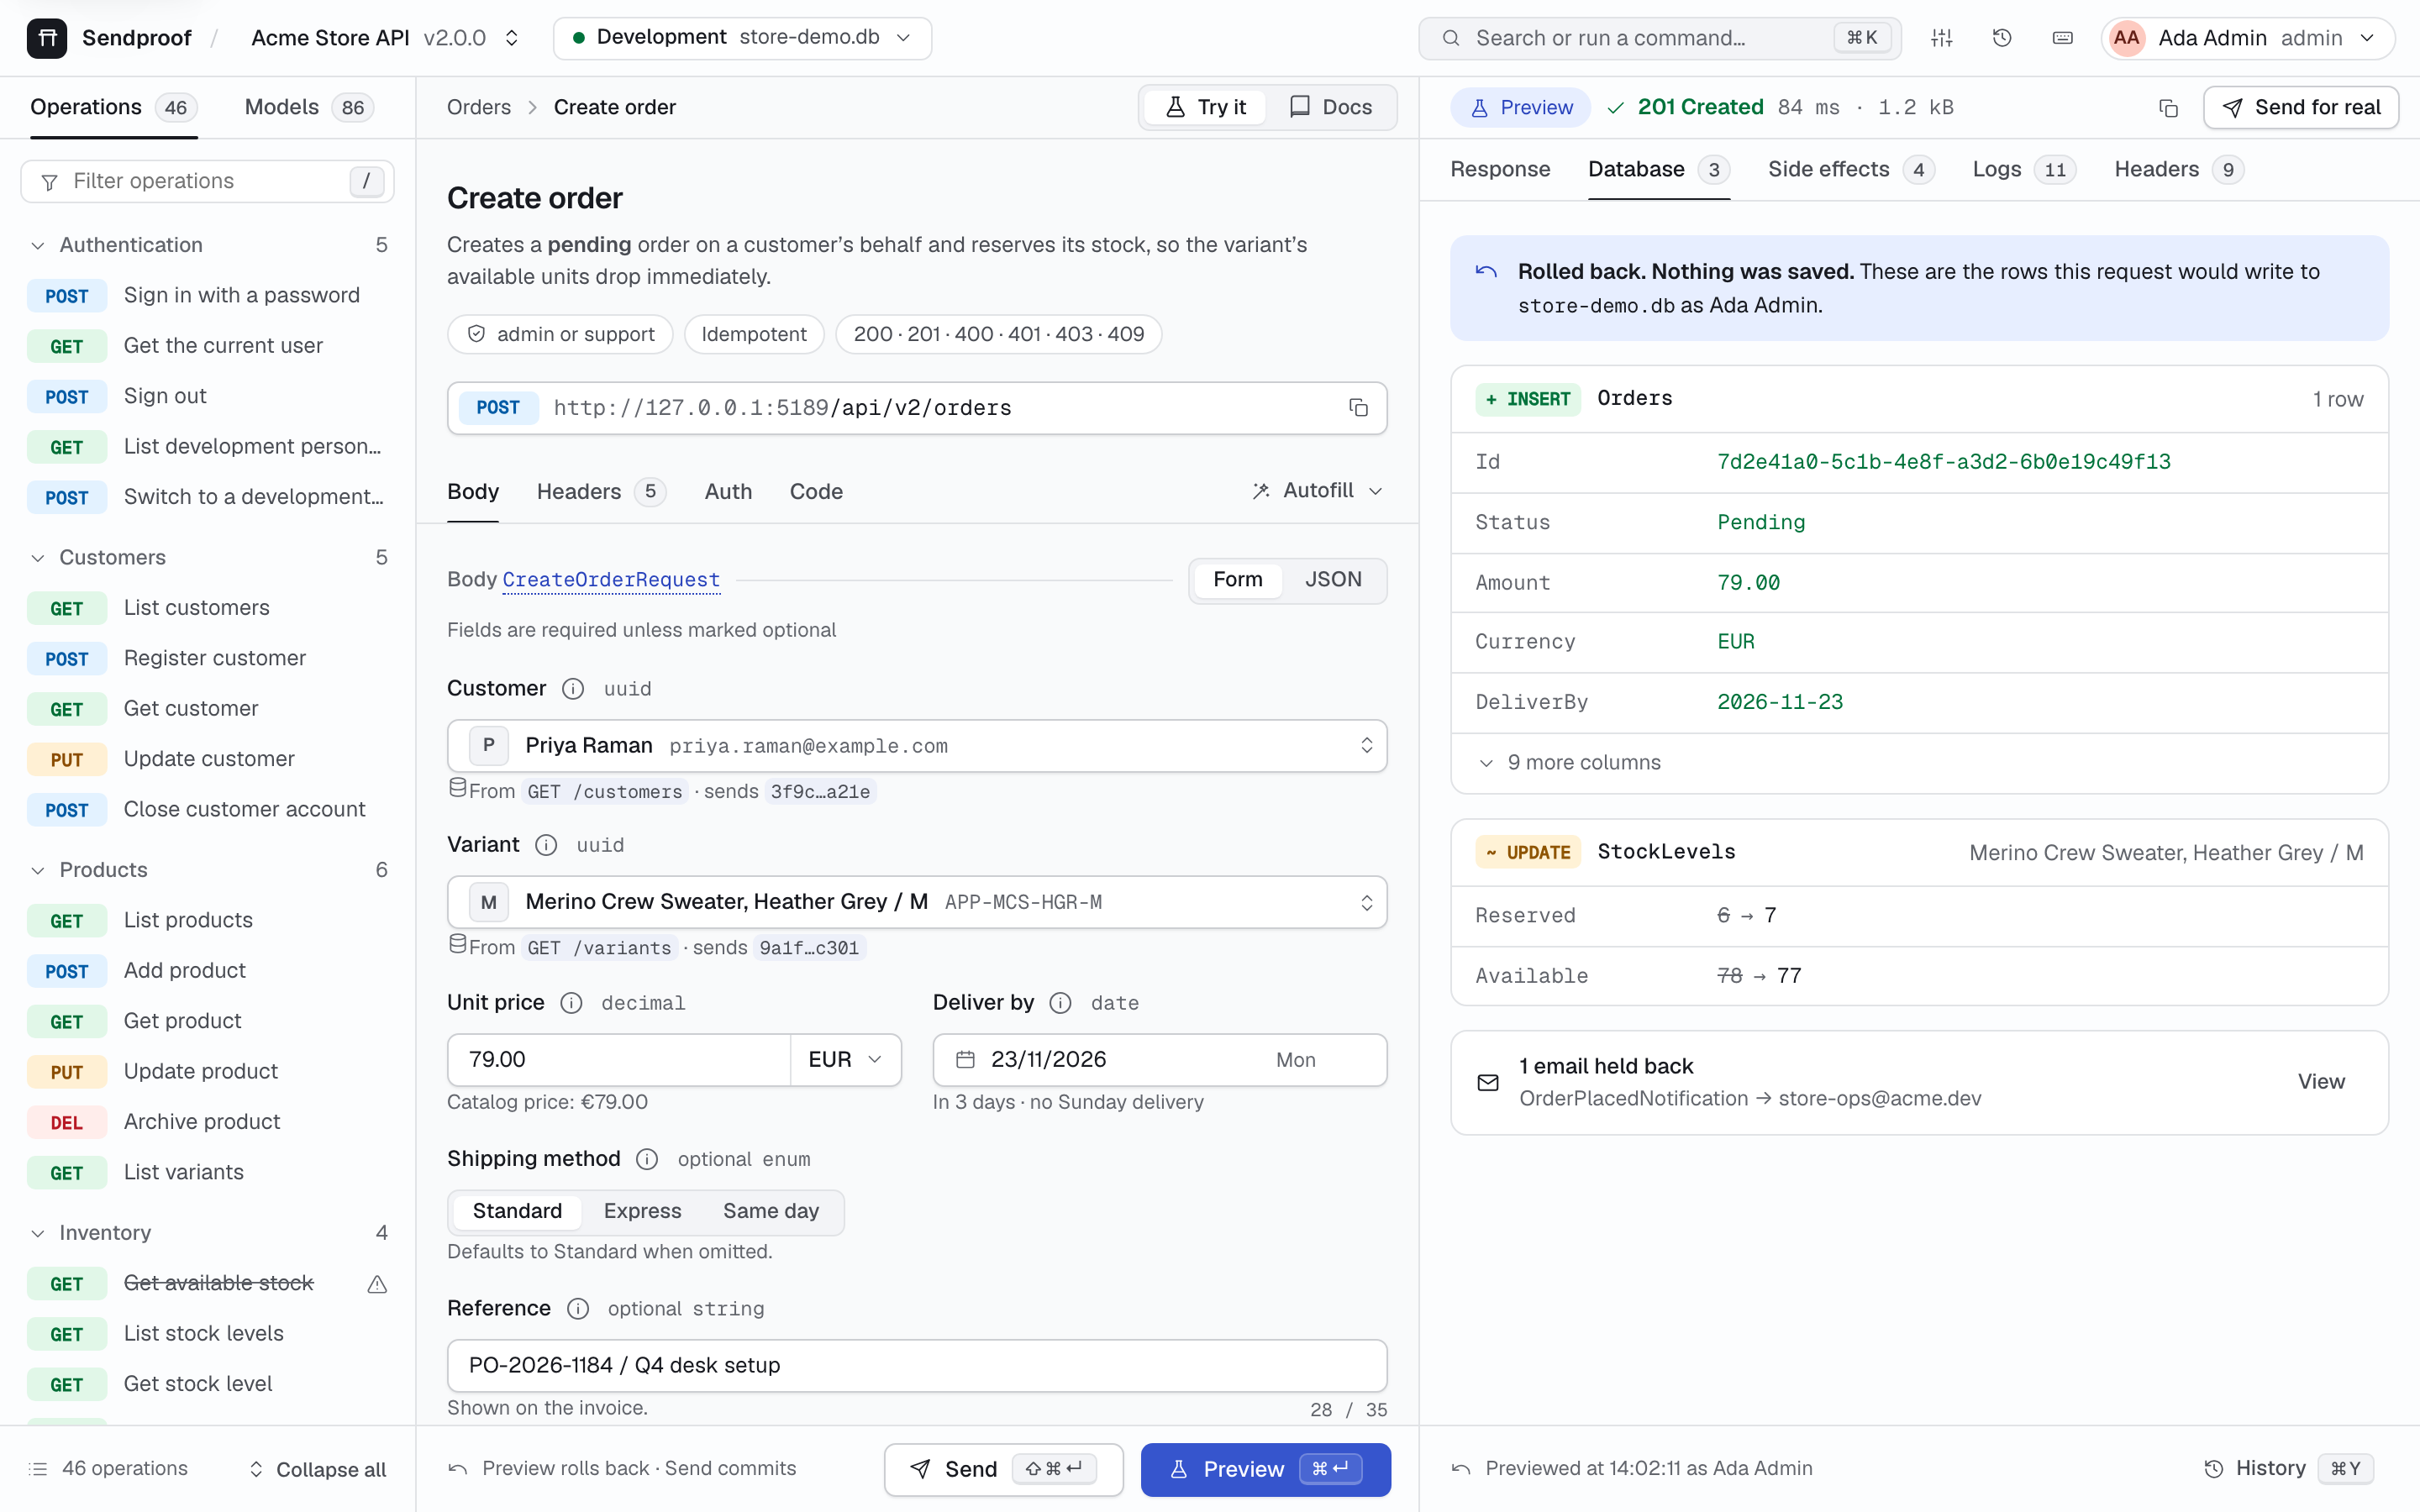 Sendproof / Acme Store API v2.0.0 Development store-demo.db Search or run a command… ⌘K AA Ada Admin admin
Operations 46 Models 86
Filter operations /
Authentication 5
POST Sign in with a password
GET Get the current user
POST Sign out
GET List development person…
POST Switch to a development…
Customers 5
GET List customers
POST Register customer
GET Get customer
PUT Update customer
POST Close customer account
Products 6
GET List products
POST Add product
GET Get product
PUT Update product
DEL Archive product
GET List variants
Inventory 4
GET Get available stock
GET List stock levels
GET Get stock level
46 operations Collapse all
Orders Create order Try it Docs
Create order
Creates a pending order on a customer’s behalf and reserves its stock, so the variant’s
available units drop immediately.
admin or support Idempotent 200 · 201 · 400 · 401 · 403 · 409
POST http://127.0.0.1:5189/api/v2/orders
Body Headers 5 Auth Code Autofill
Body CreateOrderRequest Form JSON
Fields are required unless marked optional
Customer uuid
P Priya Raman priya.raman@example.com
From GET /customers · sends 3f9c…a21e
Variant uuid
M Merino Crew Sweater, Heather Grey / M APP-MCS-HGR-M
From GET /variants · sends 9a1f…c301
Unit price decimal Deliver by date
79.00 EUR 23/11/2026 Mon
Catalog price: €79.00 In 3 days · no Sunday delivery
Shipping method optional enum
Standard Express Same day
Defaults to Standard when omitted.
Reference optional string
PO-2026-1184 / Q4 desk setup
Shown on the invoice. 28 / 35
Preview rolls back · Send commits Send ⇧⌘↵ Preview ⌘↵
Preview 201 Created 84 ms · 1.2 kB Send for real
Response Database 3 Side effects 4 Logs 11 Headers 9
Rolled back. Nothing was saved. These are the rows this request would write to
store-demo.db as Ada Admin.
+ INSERT Orders 1 row
Id 7d2e41a0-5c1b-4e8f-a3d2-6b0e19c49f13
Status Pending
Amount 79.00
Currency EUR
DeliverBy 2026-11-23
9 more columns
~ UPDATE StockLevels Merino Crew Sweater, Heather Grey / M
Reserved 6 → 7
Available 78 → 77
1 email held back
OrderPlacedNotification → store-ops@acme.dev
View
Previewed at 14:02:11 as Ada Admin History ⌘Y